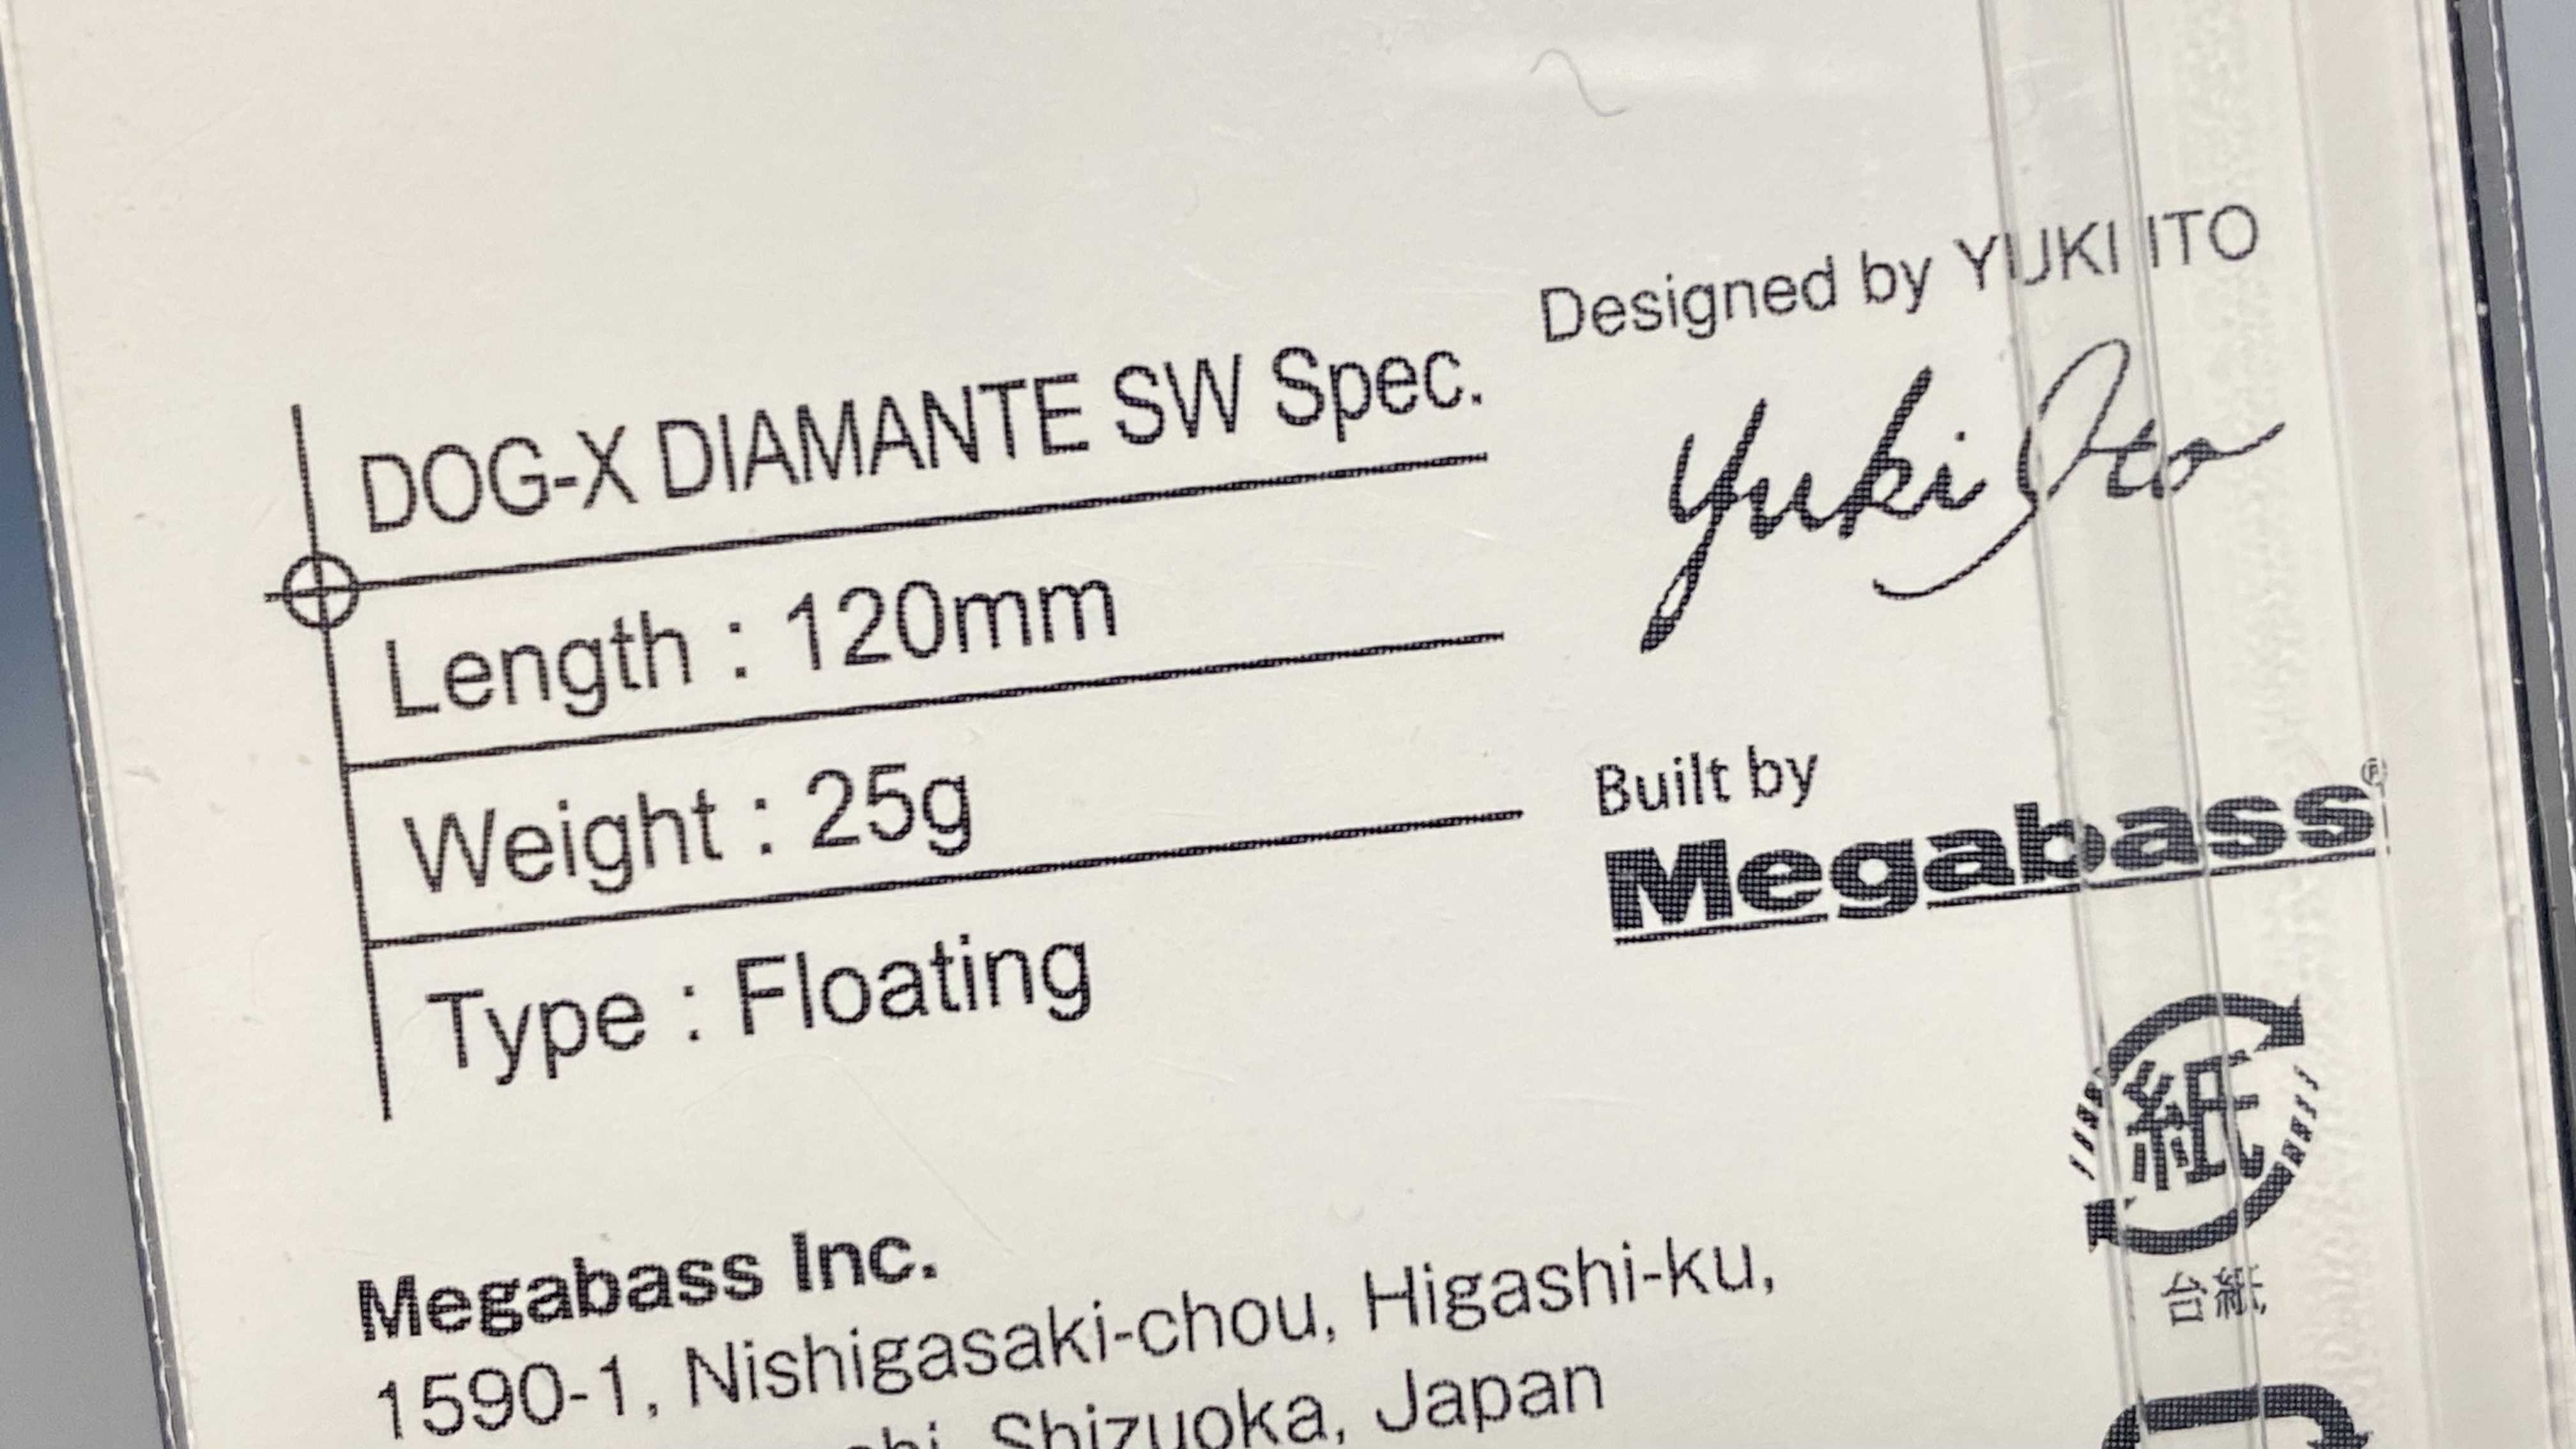 Designed by YUKI ITO
Yuki Ito
DOG-X DIAMANTE SW Spec.
Length : 120mm
Weight : 25g
Type : Floating
Built by
Megabass®
紙
台紙
Megabass Inc.
1590-1, Nishigasaki-chou, Higashi-ku,
Shizuoka, Japan